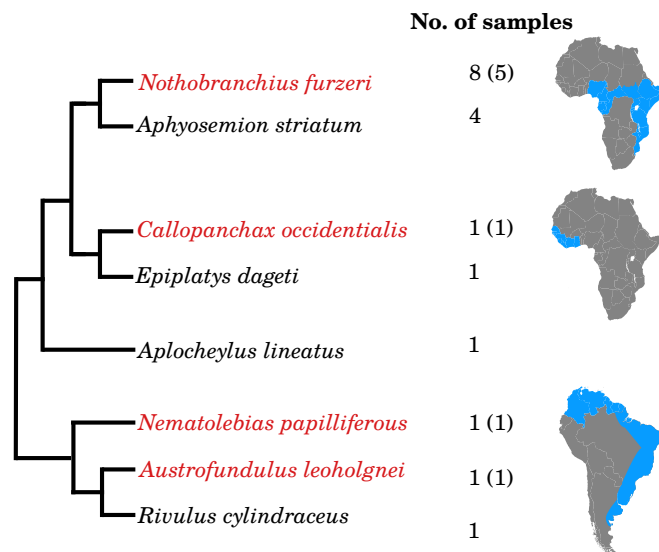 No. of samples
Nothobranchius furzeri 8 (5)
Aphyosemion striatum 4
Callopanchax occidentialis 1 (1)
Epiplatys dageti 1
Aplocheylus lineatus 1
Nematolebias papilliferous 1 (1)
Austrofundulus leoholgnei 1 (1)
Rivulus cylindraceus 1